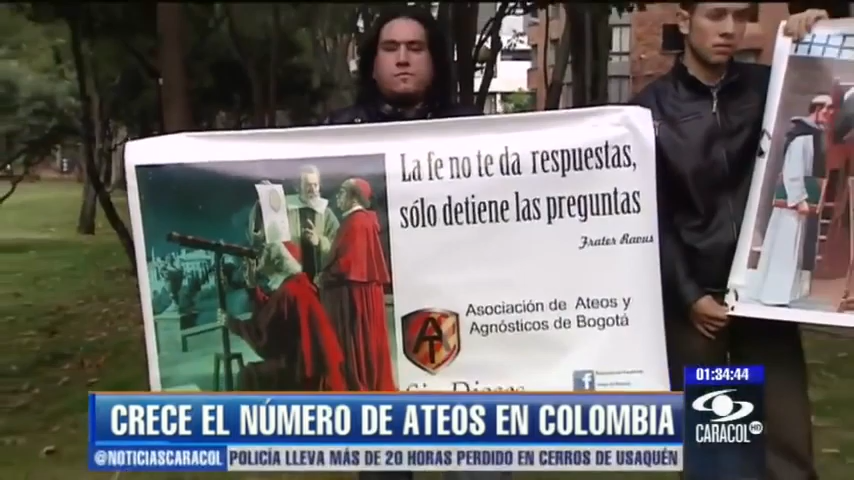 La fe no te da respuestas,
sólo detiene las preguntas
Frater Ravus
AT
Asociación de Ateos y
Agnósticos de Bogotá
f
01:34:44
CRECE EL NÚMERO DE ATEOS EN COLOMBIA
CARACOL HD
@NOTICIASCARACOL POLICÍA LLEVA MÁS DE 20 HORAS PERDIDO EN CERROS DE USAQUÉN